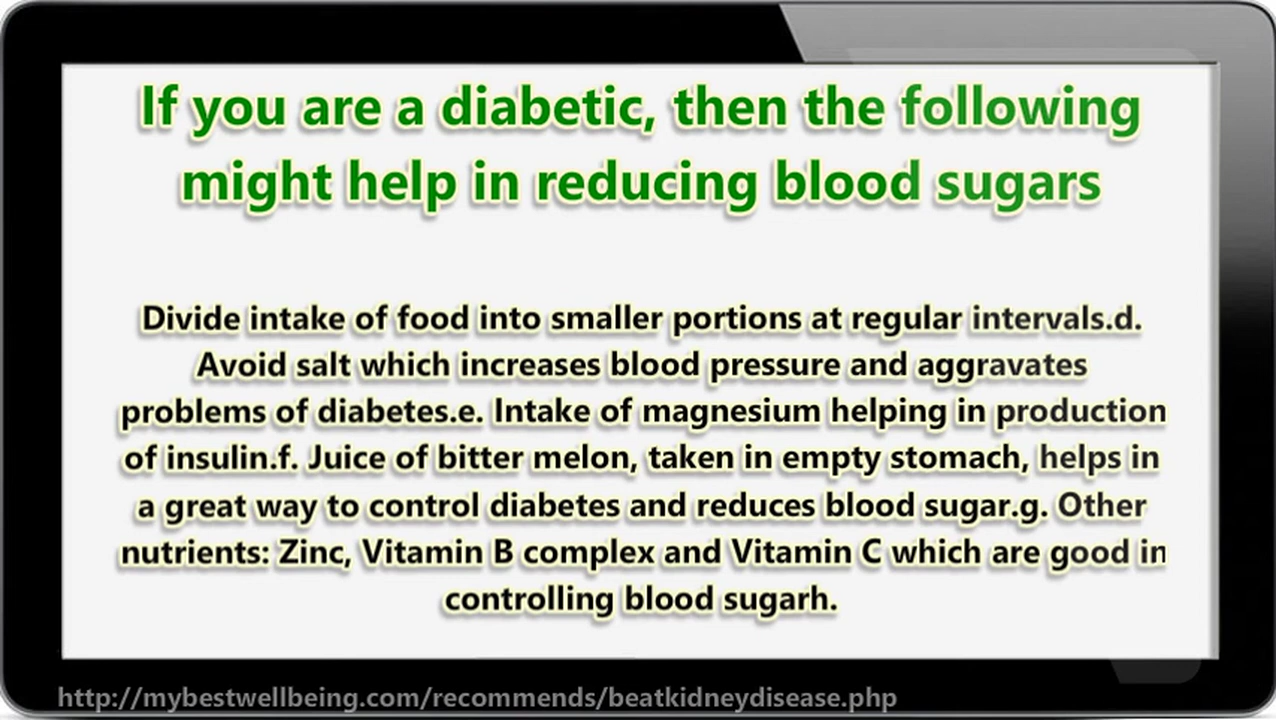 If you are a diabetic, then the following
might help in reducing blood sugars
Divide intake of food into smaller portions at regular intervals.d.
Avoid salt which increases blood pressure and aggravates
problems of diabetes.e. Intake of magnesium helping in production
of insulin.f. Juice of bitter melon, taken in empty stomach, helps in
a great way to control diabetes and reduces blood sugar.g. Other
nutrients: Zinc, Vitamin B complex and Vitamin C which are good in
controlling blood sugarh.
http://mybestwellbeing.com/recommends/beatkidneydisease.php